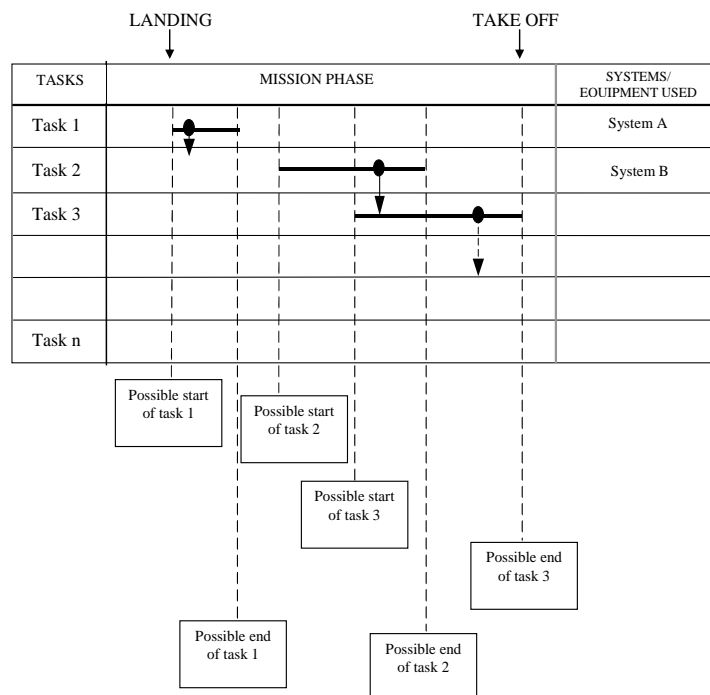 LANDING
TAKE OFF
TASKS
MISSION PHASE
SYSTEMS/
EQUIPMENT USED
Task 1
System A
Task 2
System B
Task 3
Task n
Possible start
of task 1
Possible start
of task 2
Possible start
of task 3
Possible end
of task 3
Possible end
of task 1
Possible end
of task 2